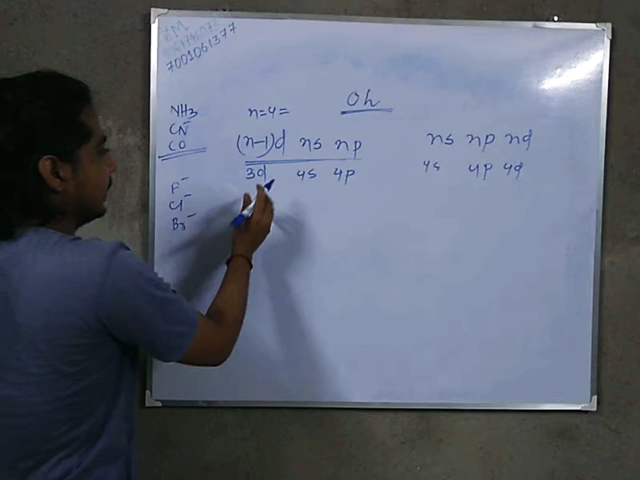 7001061377
Oh
n=4=
NH3
CN⁻
CO
(n-1)d ns np
ns np nd
3d 4s 4p
4s 4p 4d
F⁻
Cl⁻
Br⁻